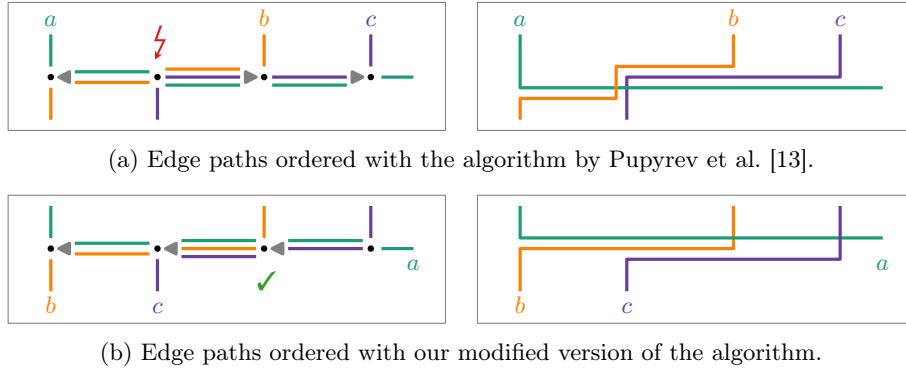 a b c a b c
(a) Edge paths ordered with the algorithm by Pupyrev et al. [13].
a a
b c b c
(b) Edge paths ordered with our modified version of the algorithm.